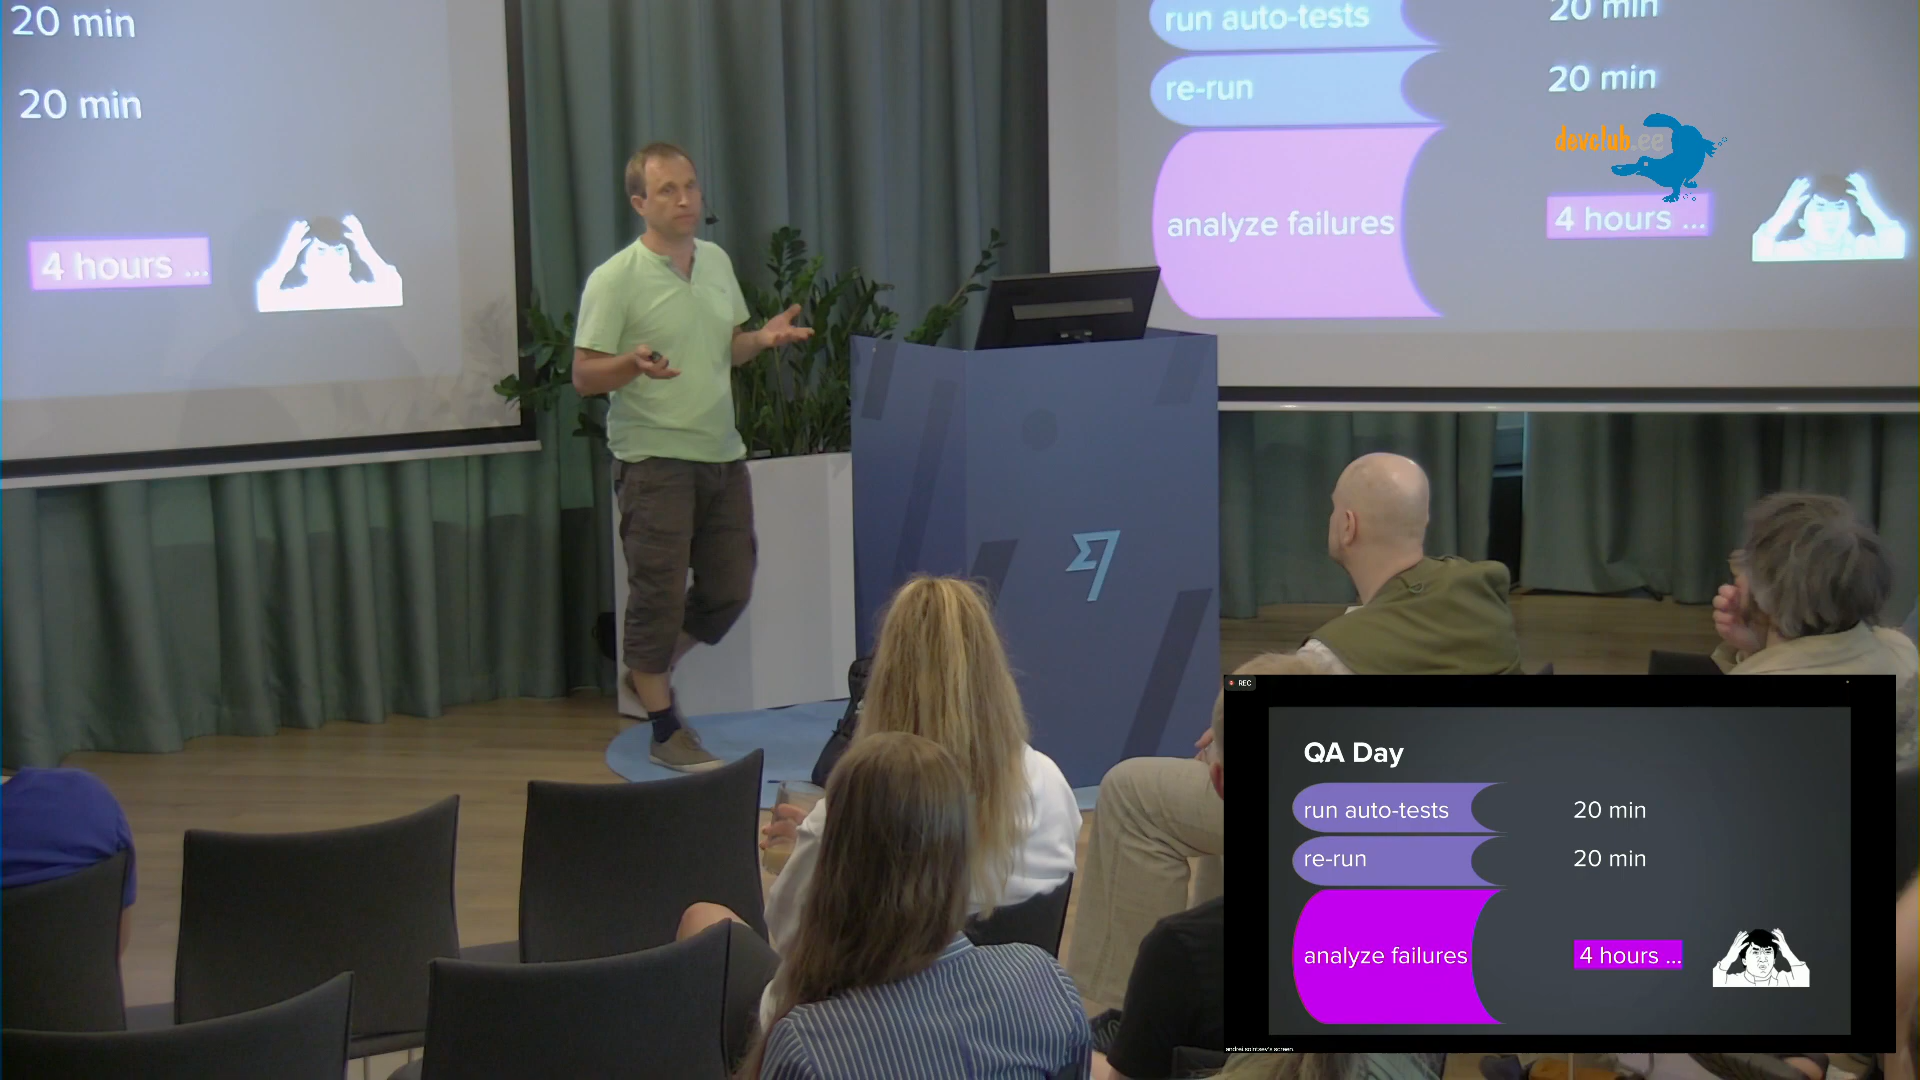 20 min
20 min
4 hours ...
run auto-tests
20 min
re-run
20 min
devclub.ee
analyze failures
4 hours ...
REC
QA Day
run auto-tests
20 min
re-run
20 min
analyze failures
4 hours ...